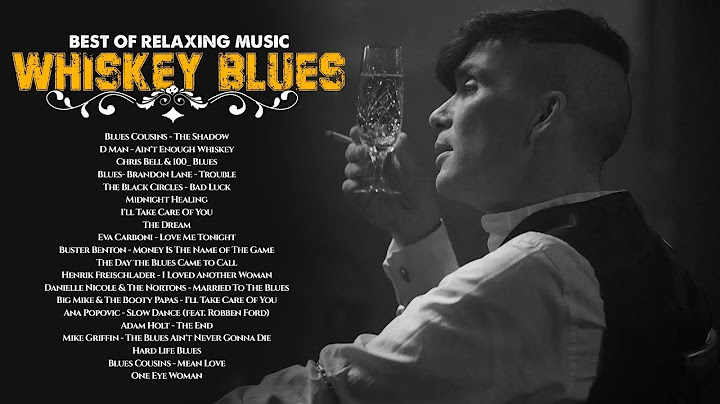 BEST OF RELAXING MUSIC
WHISKEY BLUES
BLUES COUSINS - THE SHADOW
D MAN - AIN'T ENOUGH WHISKEY
CHRIS BELL & 100_ BLUES
BLUES- BRANDON LANE - TROUBLE
THE BLACK CIRCLES - BAD LUCK
MIDNIGHT HEALING
I'LL TAKE CARE OF YOU
THE DREAM
EVA CARBONI - LOVE ME TONIGHT
BUSTER BENTON - MONEY IS THE NAME OF THE GAME
THE DAY THE BLUES CAME TO CALL
HENRIK FREISCHLADER - I LOVED ANOTHER WOMAN
DANIELLE NICOLE & THE NORTONS - MARRIED TO THE BLUES
BIG MIKE & THE BOOTY PAPAS - I'LL TAKE CARE OF YOU
ANA POPOVIC - SLOW DANCE (FEAT. ROBBEN FORD)
ADAM HOLT - THE END
MIKE GRIFFIN - THE BLUES AIN'T NEVER GONNA DIE
HARD LIFE BLUES
BLUES COUSINS - MEAN LOVE
ONE EYE WOMAN